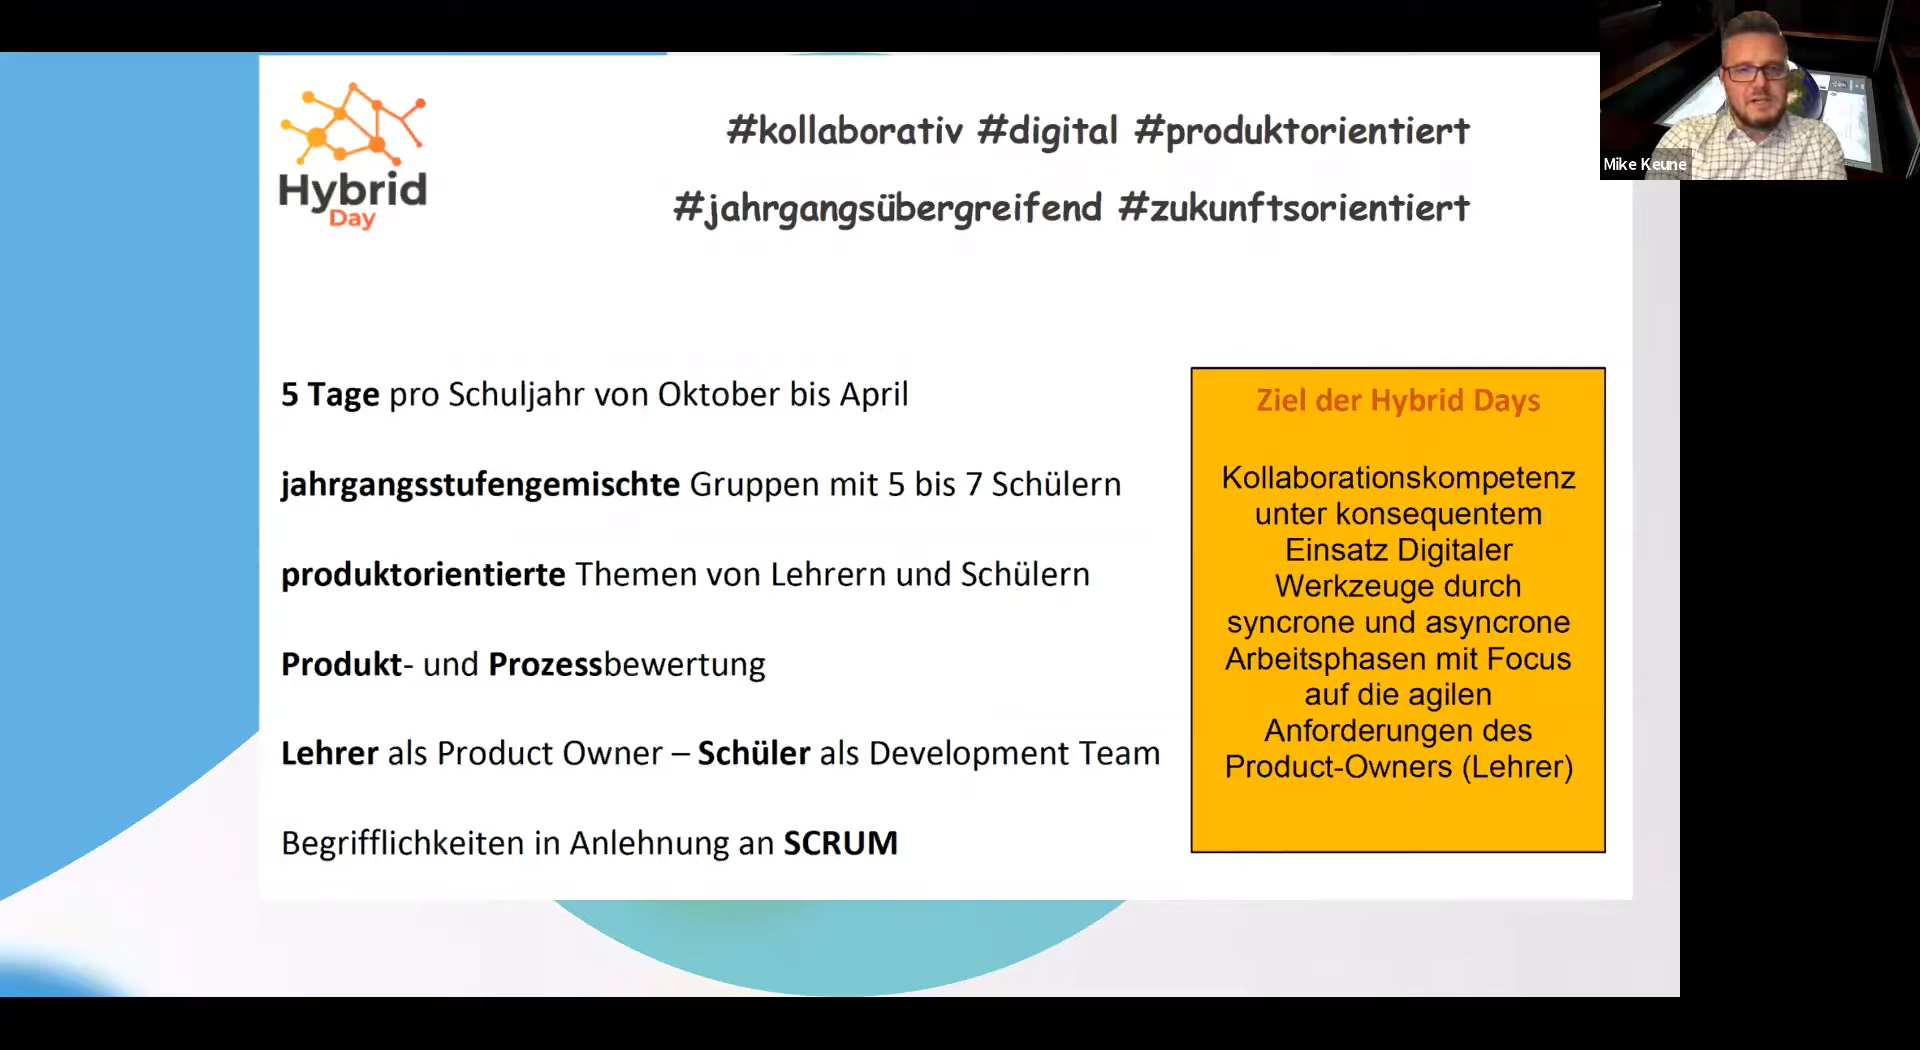 Hybrid
Day
#kollaborativ #digital #produktorientiert
#jahrgangsübergreifend #zukunftsorientiert
Mike Keune
5 Tage pro Schuljahr von Oktober bis April
jahrgangsstufengemischte Gruppen mit 5 bis 7 Schülern
produktorientierte Themen von Lehrern und Schülern
Produkt- und Prozessbewertung
Lehrer als Product Owner – Schüler als Development Team
Begrifflichkeiten in Anlehnung an SCRUM
Ziel der Hybrid Days
Kollaborationskompetenz
unter konsequentem
Einsatz Digitaler
Werkzeuge durch
syncrone und asyncrone
Arbeitsphasen mit Focus
auf die agilen
Anforderungen des
Product-Owners (Lehrer)